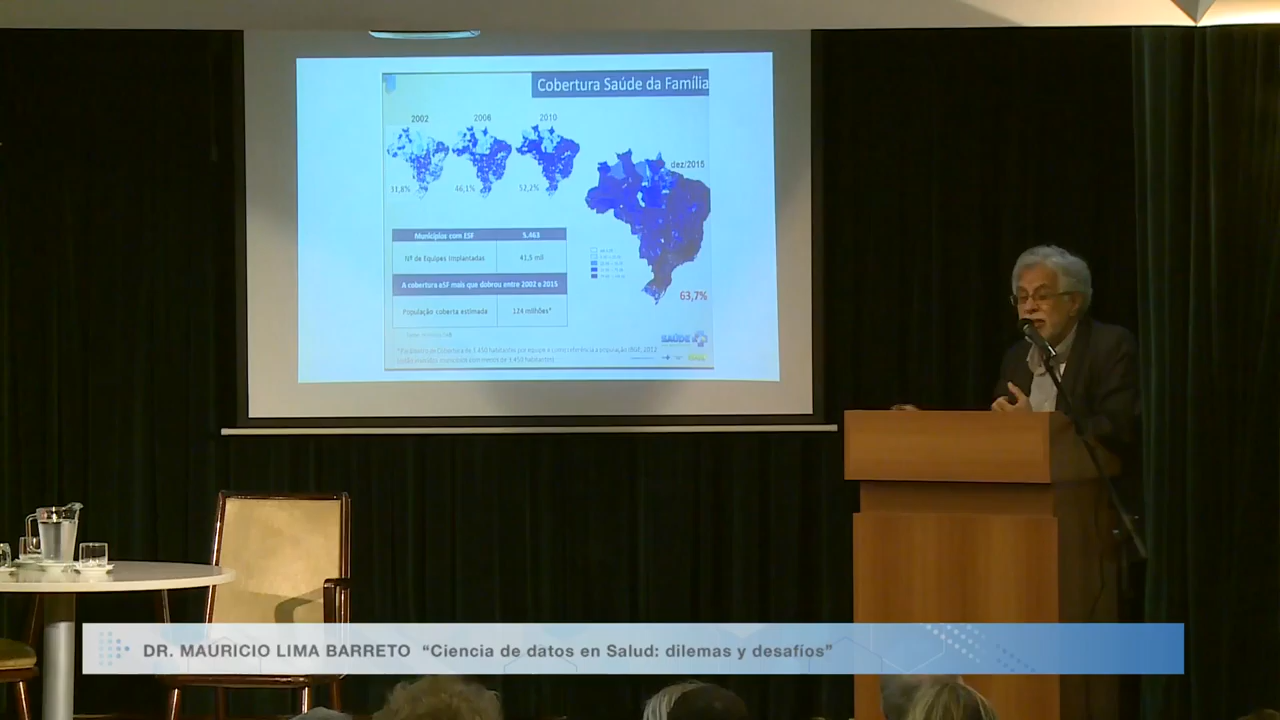 Cobertura Saúde da Família
2002
2006
2010
dez/2015
31,8%
46,1%
52,2%
63,7%
Municípios com ESF 5.463
Nº de Equipes Implantadas 41,5 mil
A cobertura eSF mais que dobrou entre 2002 e 2015
População coberta estimada 124 milhões*
SAÚDE
DR. MAURICIO LIMA BARRETO “Ciencia de datos en Salud: dilemas y desafíos”